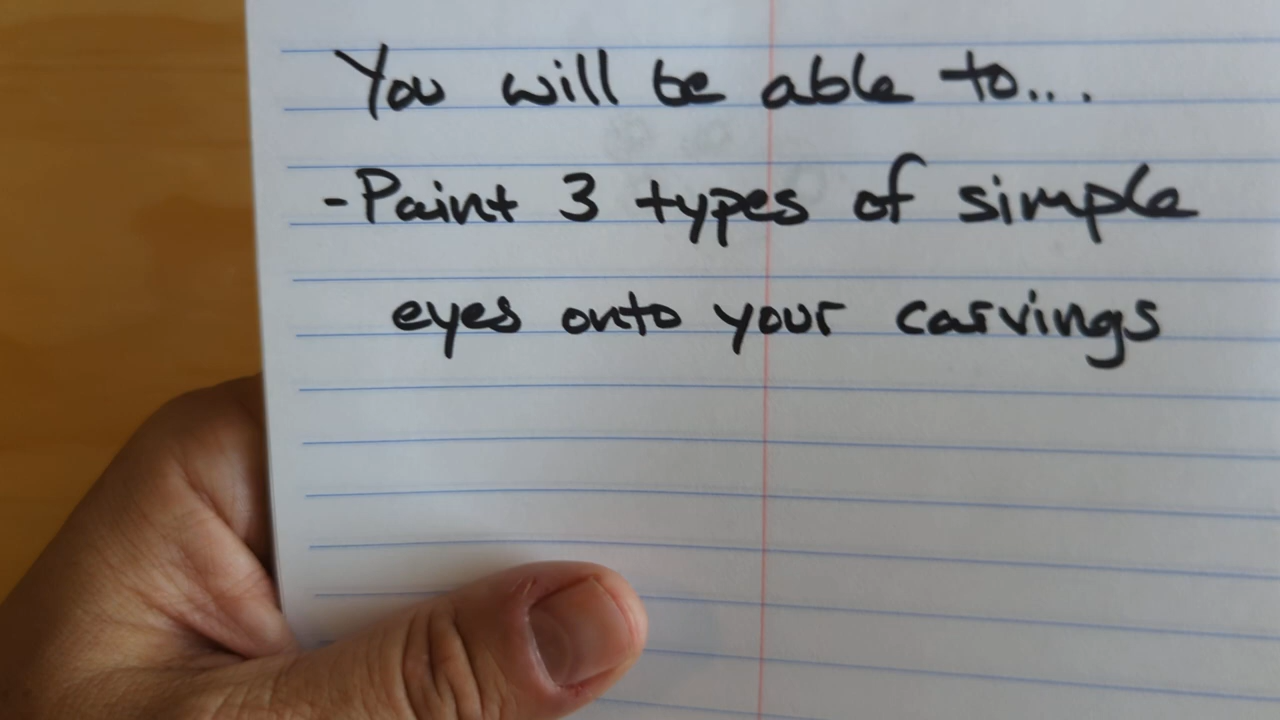 You will be able to...
-Paint 3 types of simple
eyes onto your carvings